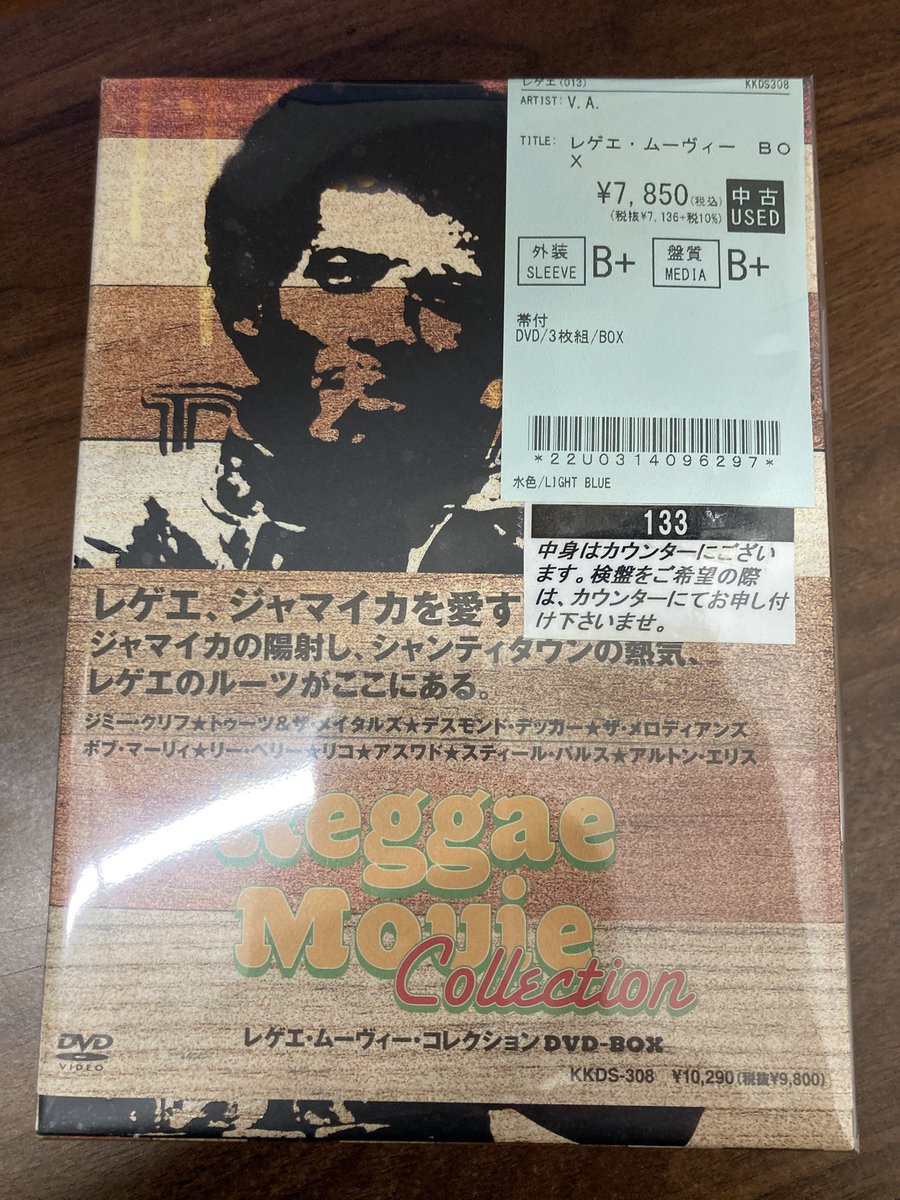 レゲエ(013) KKDS308
ARTIST: V.A.
TITLE: レゲエ・ムーヴィー BO
X
¥7,850(税込)
(税抜¥7,136+税10%)
中古
USED
外装
SLEEVE
B+
盤質
MEDIA
B+
帯付
DVD/3枚組/BOX
*22U0314096297*
水色/LIGHT BLUE
133
中身はカウンターにござい
ます。検盤をご希望の際
は、カウンターにてお申し付
け下さいませ。
レゲエ、ジャマイカを愛す
ジャマイカの陽射し、シャンティタウンの熱気、
レゲエのルーツがここにある。
ジミー・クリフ★トゥーツ&ザ・メイタルズ★デスモンド・デッカー★ザ・メロディアンズ
ボブ・マーリィ★リー・ペリー★リコ★アスワド★スティール・パルス★アルトン・エリス
Reggae
Movie
Collection
レゲエ・ムーヴィー・コレクションDVD-BOX
DVD
VIDEO
KKDS-308 ¥10,290(税抜¥9,800)